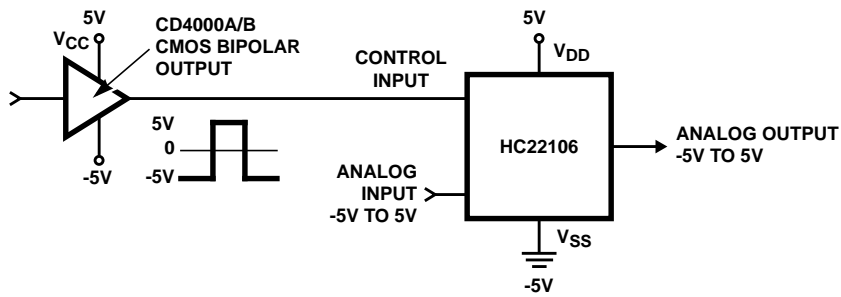 5V
VCC
CD4000A/B
CMOS BIPOLAR
OUTPUT
-5V
5V
0
-5V
CONTROL
INPUT
5V
VDD
HC22106
ANALOG
INPUT
-5V TO 5V
ANALOG OUTPUT
-5V TO 5V
VSS
-5V